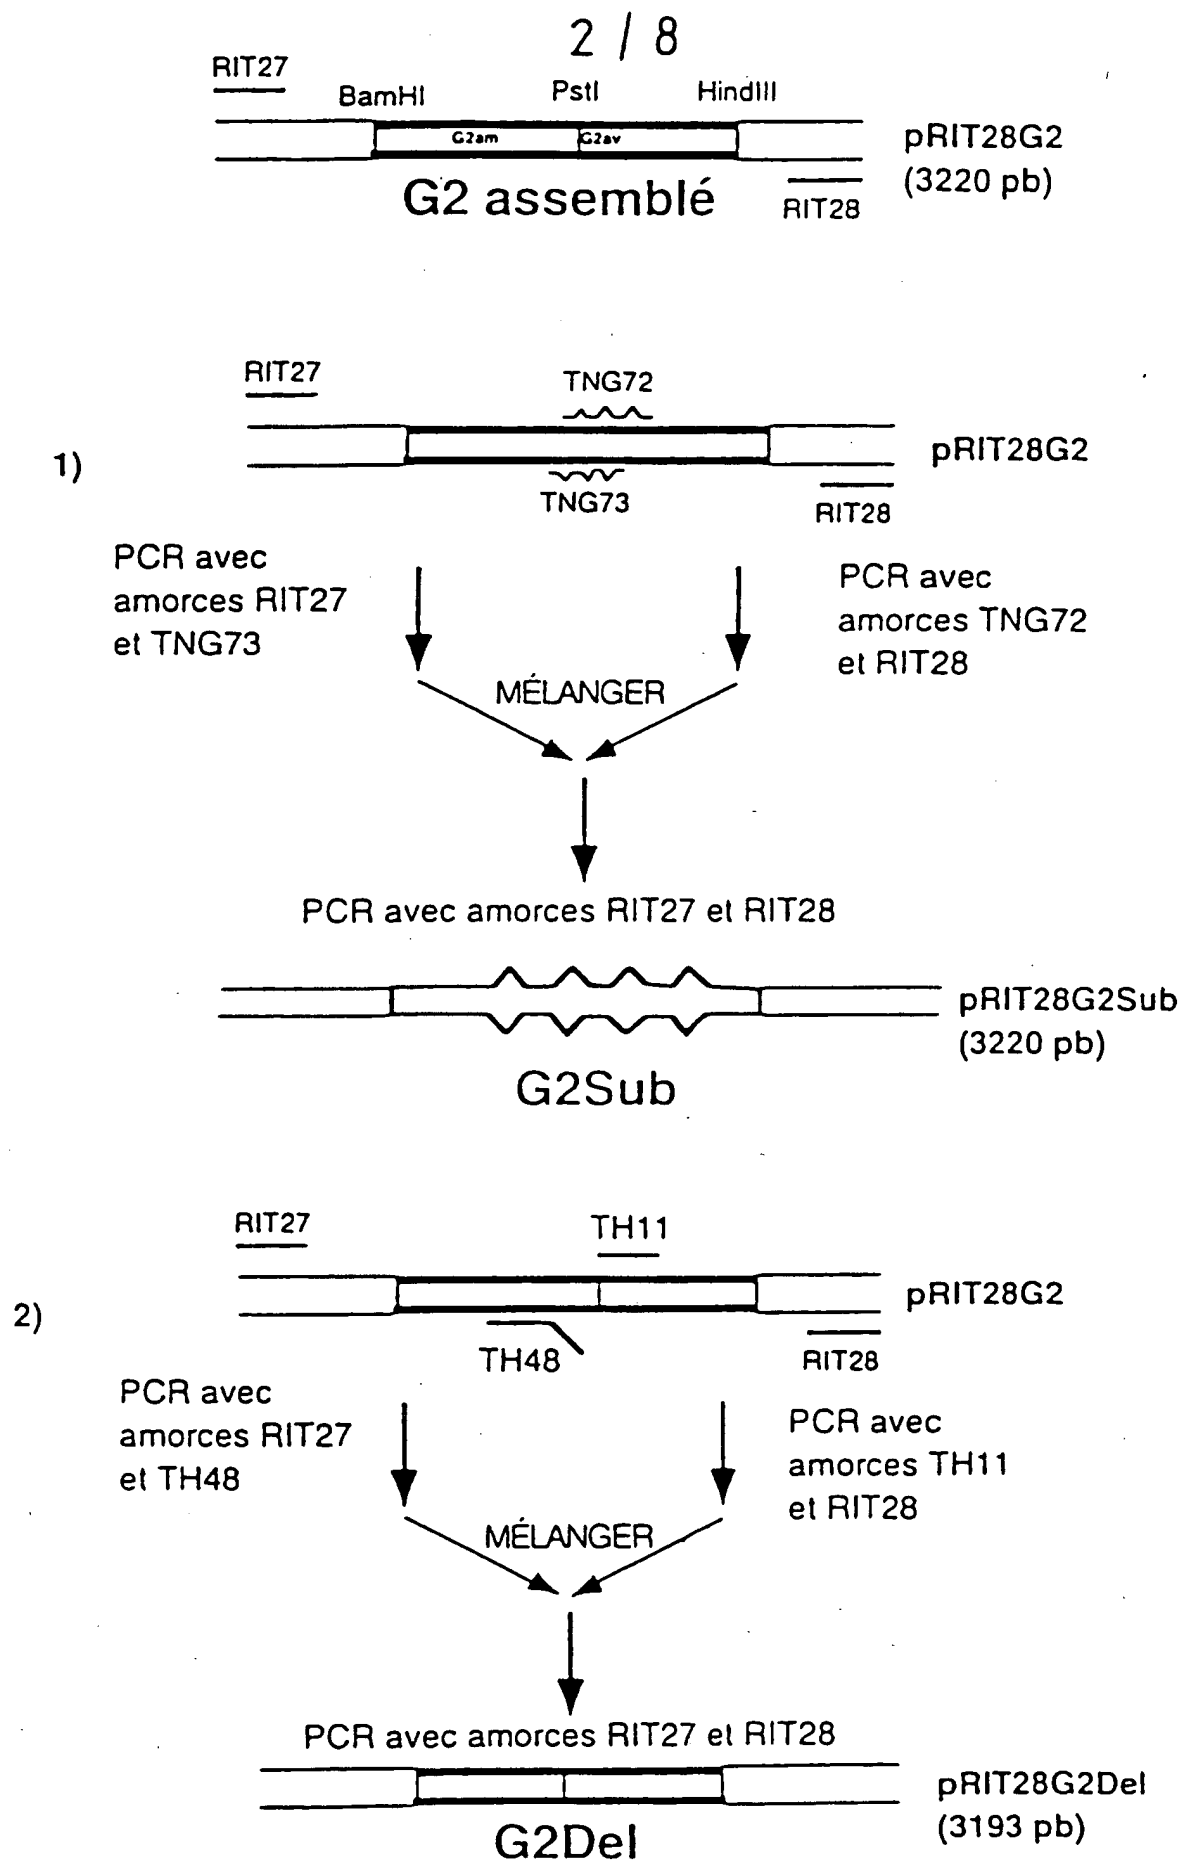 2 / 8
RIT27
BamHI
PstI
HindIII
G2am
G2av
pRIT28G2
(3220 pb)
G2 assemblé
RIT28
RIT27
TNG72
1)
pRIT28G2
TNG73
RIT28
PCR avec
amorces RIT27
et TNG73
PCR avec
amorces TNG72
et RIT28
MÉLANGER
PCR avec amorces RIT27 et RIT28
pRIT28G2Sub
(3220 pb)
G2Sub
RIT27
TH11
2)
pRIT28G2
TH48
RIT28
PCR avec
amorces RIT27
et TH48
PCR avec
amorces TH11
et RIT28
MÉLANGER
PCR avec amorces RIT27 et RIT28
pRIT28G2Del
(3193 pb)
G2Del